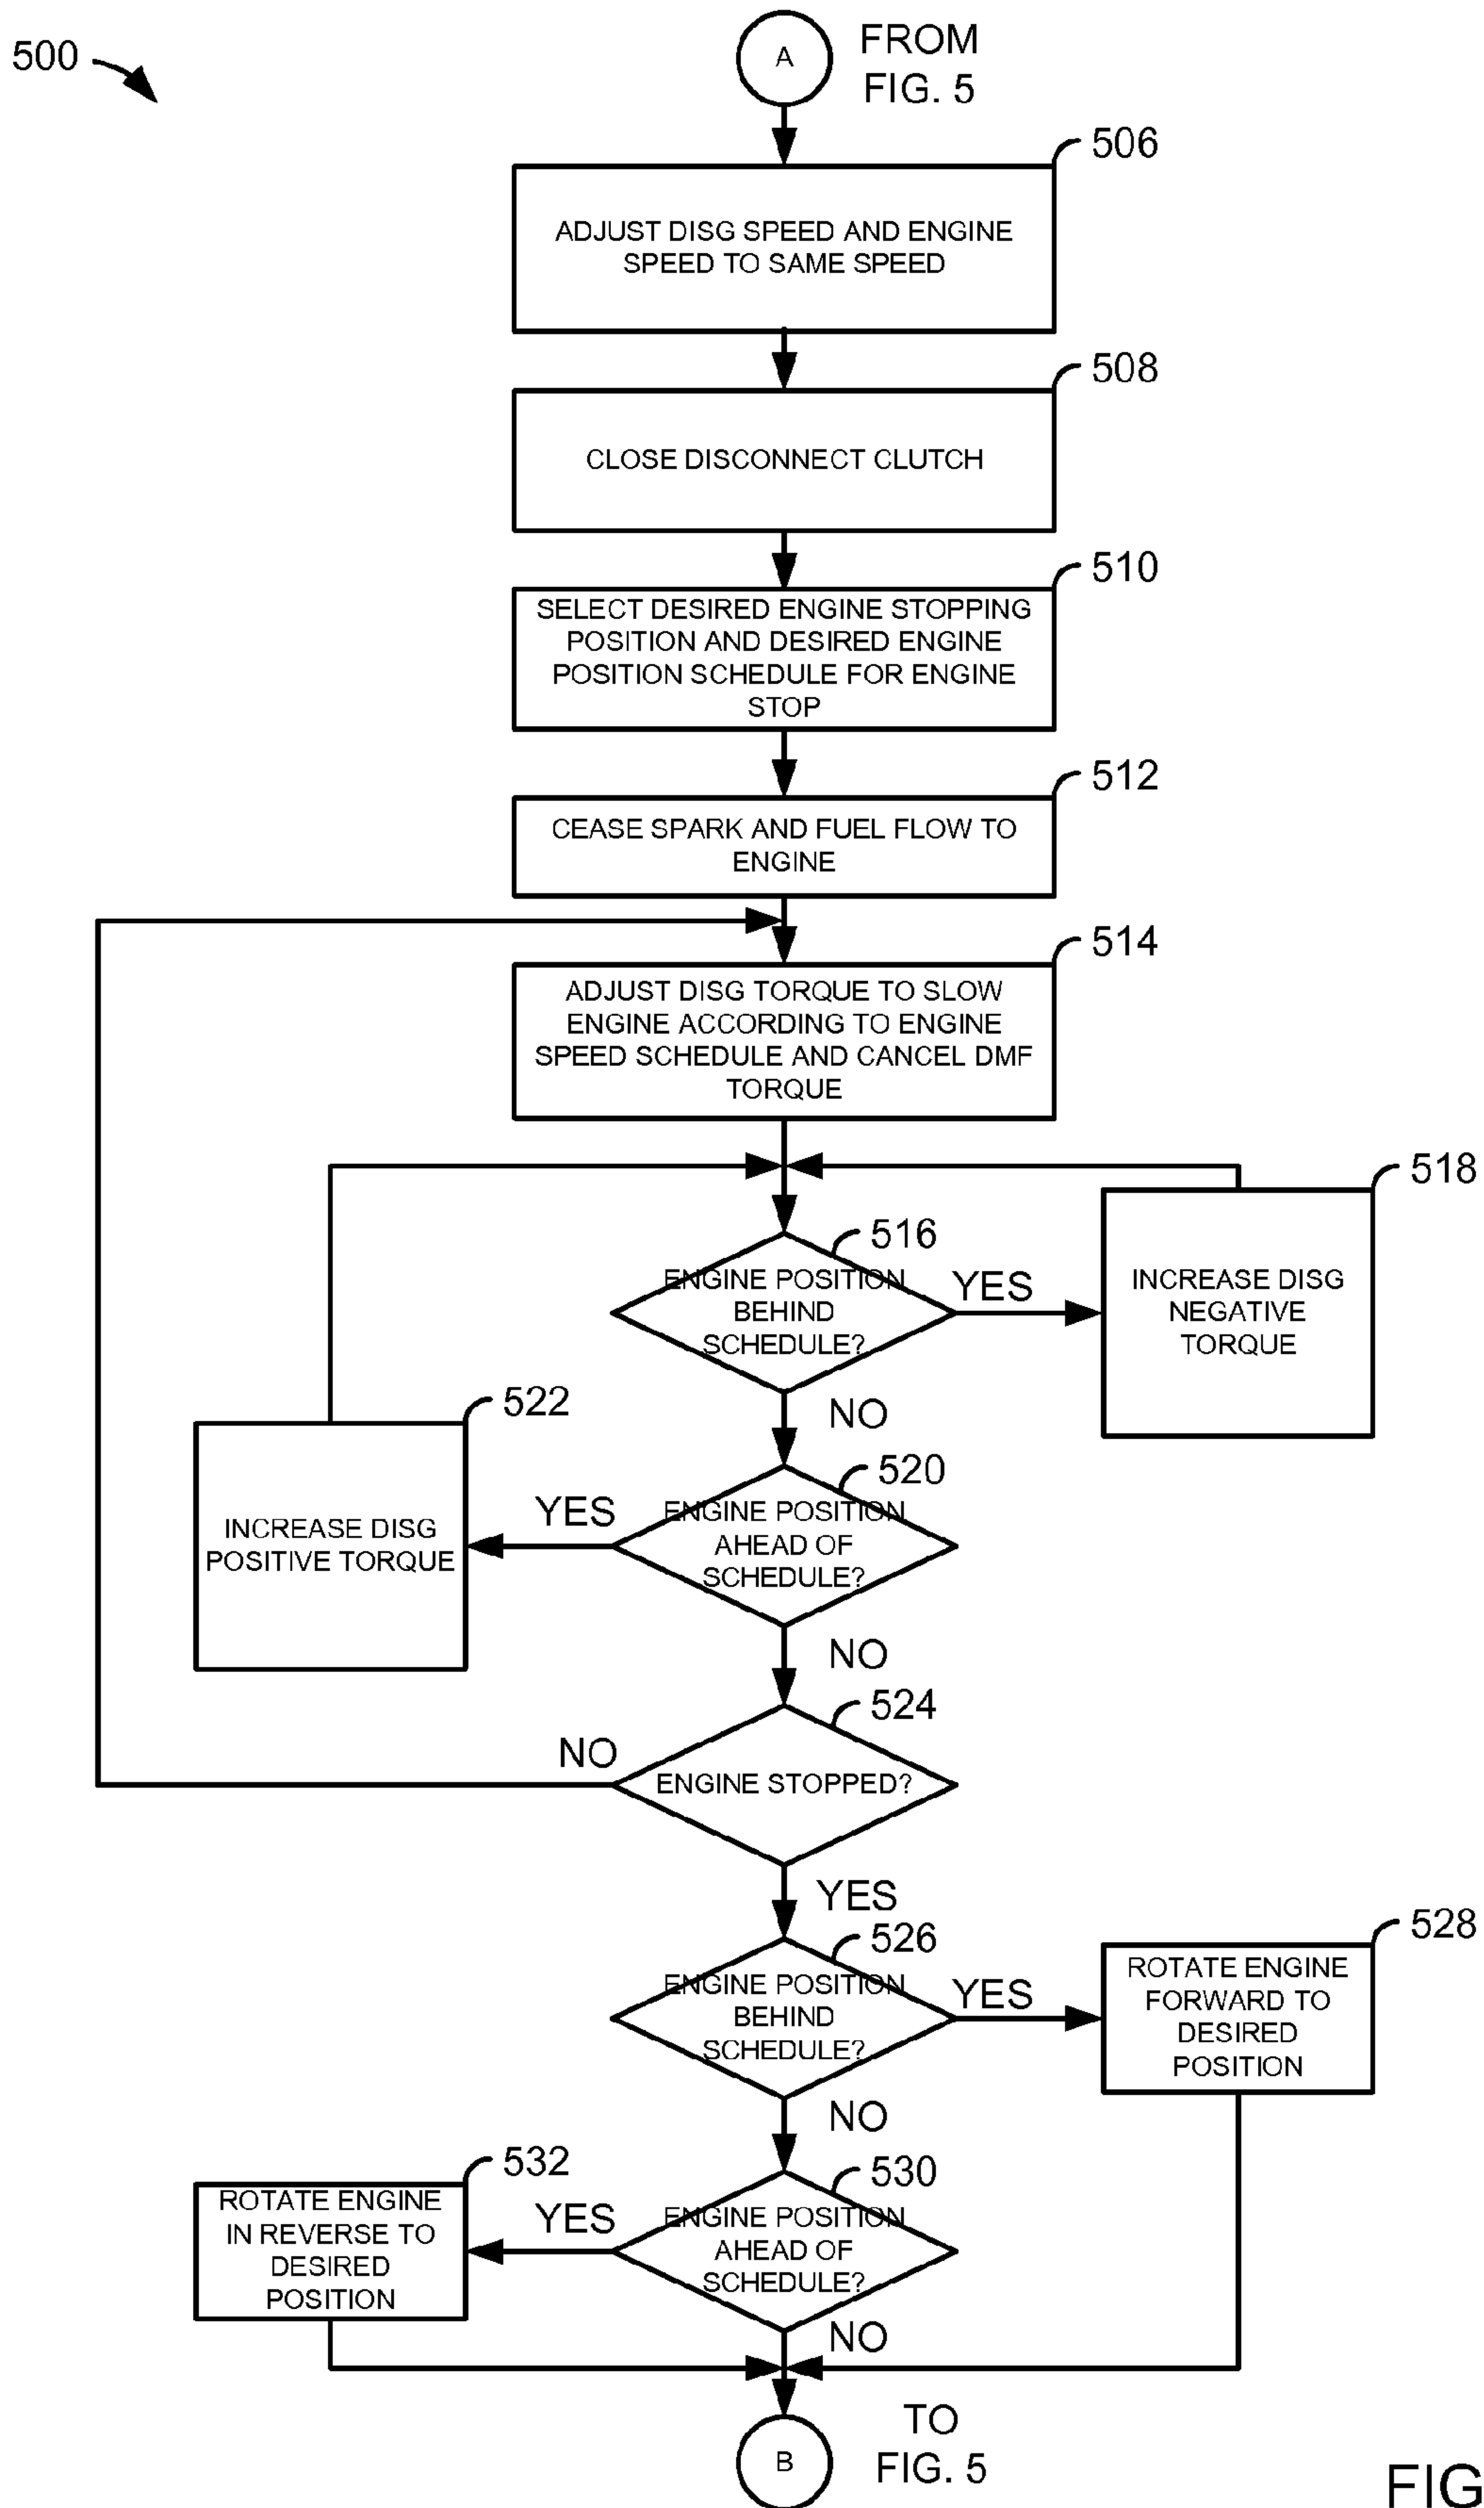 500
A
FROM
FIG. 5
506
ADJUST DISG SPEED AND ENGINE
SPEED TO SAME SPEED
508
CLOSE DISCONNECT CLUTCH
510
SELECT DESIRED ENGINE STOPPING
POSITION AND DESIRED ENGINE
POSITION SCHEDULE FOR ENGINE
STOP
512
CEASE SPARK AND FUEL FLOW TO
ENGINE
514
ADJUST DISG TORQUE TO SLOW
ENGINE ACCORDING TO ENGINE
SPEED SCHEDULE AND CANCEL DMF
TORQUE
516
ENGINE POSITION
BEHIND
SCHEDULE?
YES
518
INCREASE DISG
NEGATIVE
TORQUE
NO
520
ENGINE POSITION
AHEAD OF
SCHEDULE?
YES
522
INCREASE DISG
POSITIVE TORQUE
NO
524
ENGINE STOPPED?
NO
YES
526
ENGINE POSITION
BEHIND
SCHEDULE?
YES
528
ROTATE ENGINE
FORWARD TO
DESIRED
POSITION
NO
530
ENGINE POSITION
AHEAD OF
SCHEDULE?
YES
532
ROTATE ENGINE
IN REVERSE TO
DESIRED
POSITION
NO
B
TO
FIG. 5
FIG